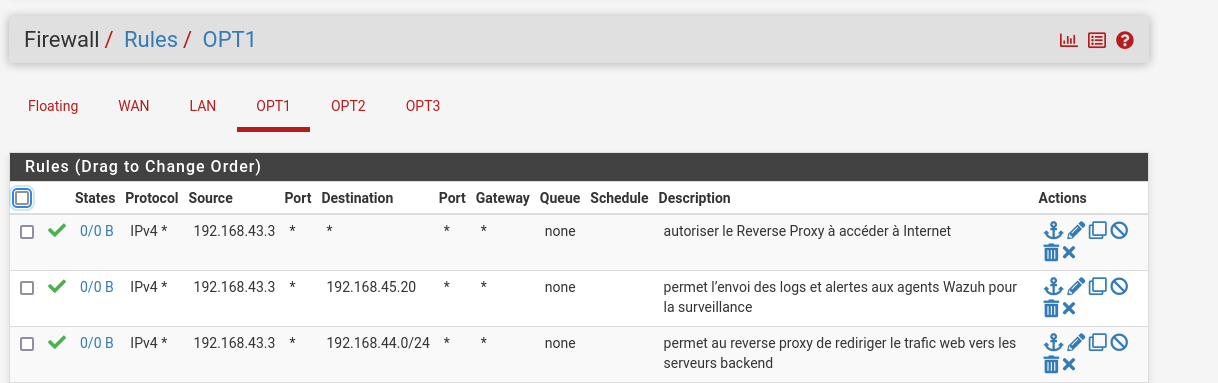 Firewall / Rules / OPT1
Floating WAN LAN OPT1 OPT2 OPT3
Rules (Drag to Change Order)
States Protocol Source Port Destination Port Gateway Queue Schedule Description Actions
0/0 B IPv4 * 192.168.43.3 * * * * none autoriser le Reverse Proxy à accéder à Internet
0/0 B IPv4 * 192.168.43.3 * 192.168.45.20 * * none permet l’envoi des logs et alertes aux agents Wazuh pour
la surveillance
0/0 B IPv4 * 192.168.43.3 * 192.168.44.0/24 * * none permet au reverse proxy de rediriger le trafic web vers les
serveurs backend